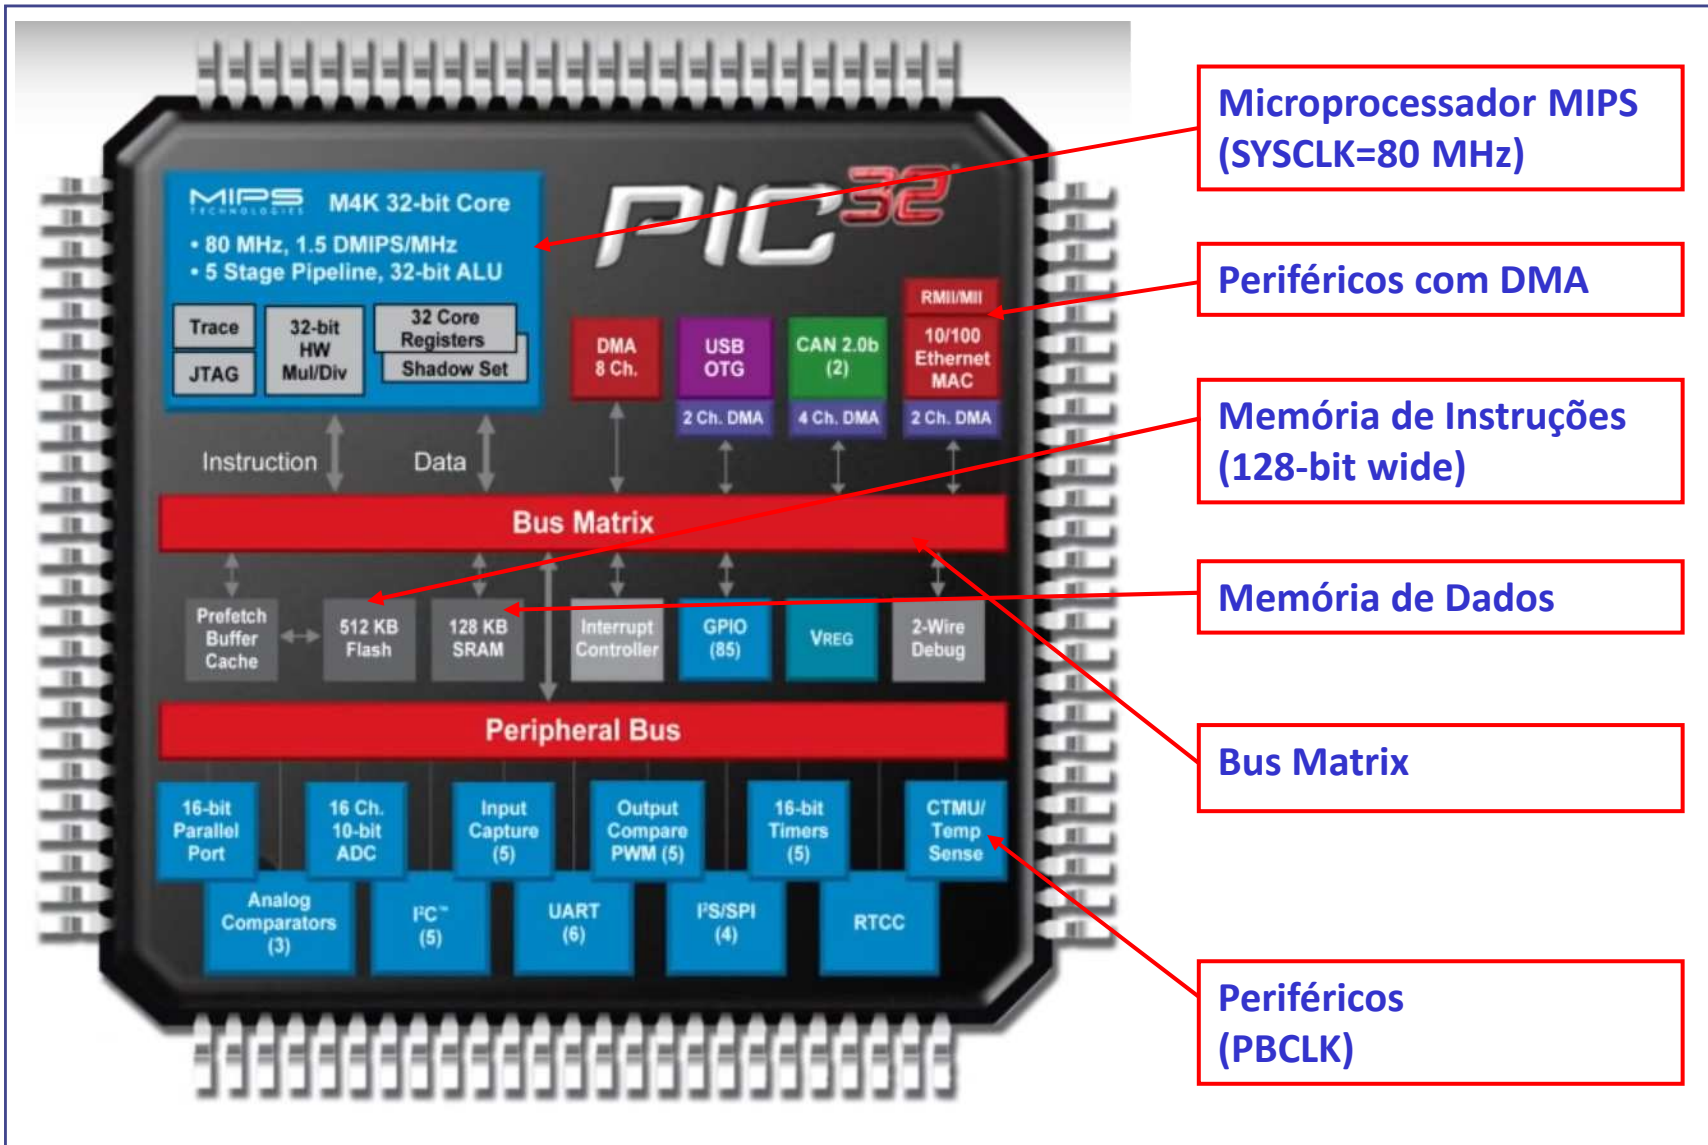 MIPS
TECHNOLOGIES
M4K 32-bit Core
• 80 MHz, 1.5 DMIPS/MHz
• 5 Stage Pipeline, 32-bit ALU
Trace
JTAG
32-bit
HW
Mul/Div
32 Core
Registers
Shadow Set
PIC32
DMA
8 Ch.
USB
OTG
2 Ch. DMA
CAN 2.0b
(2)
4 Ch. DMA
RMII/MII
10/100
Ethernet
MAC
2 Ch. DMA
Instruction
Data
Bus Matrix
Prefetch
Buffer
Cache
512 KB
Flash
128 KB
SRAM
Interrupt
Controller
GPIO
(85)
VREG
2-Wire
Debug
Peripheral Bus
16-bit
Parallel
Port
16 Ch.
10-bit
ADC
Input
Capture
(5)
Output
Compare
PWM (5)
16-bit
Timers
(5)
CTMU/
Temp
Sense
Analog
Comparators
(3)
I²C™
(5)
UART
(6)
I²S/SPI
(4)
RTCC
Microprocessador MIPS
(SYSCLK=80 MHz)
Periféricos com DMA
Memória de Instruções
(128-bit wide)
Memória de Dados
Bus Matrix
Periféricos
(PBCLK)